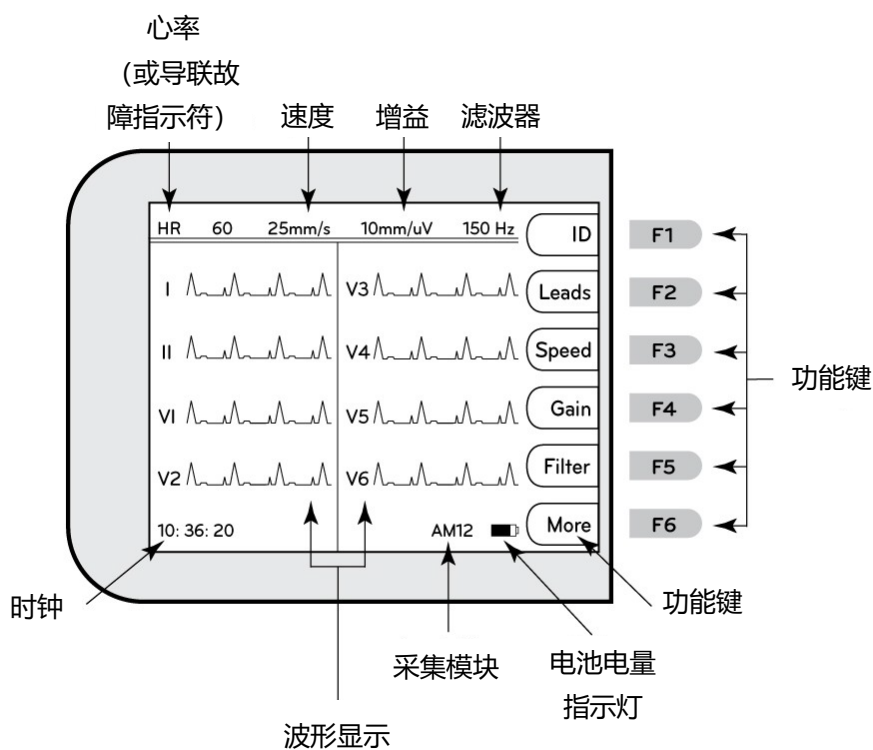 心率
（或导联故
障指示符）
速度
增益
滤波器
HR 60 25mm/s 10mm/uV 150 Hz
ID
F1
I
V3
Leads
F2
II
V4
Speed
F3
功能键
VI
V5
Gain
F4
V2
V6
Filter
F5
10: 36: 20
AM12
More
F6
时钟
功能键
采集模块
电池电量
指示灯
波形显示